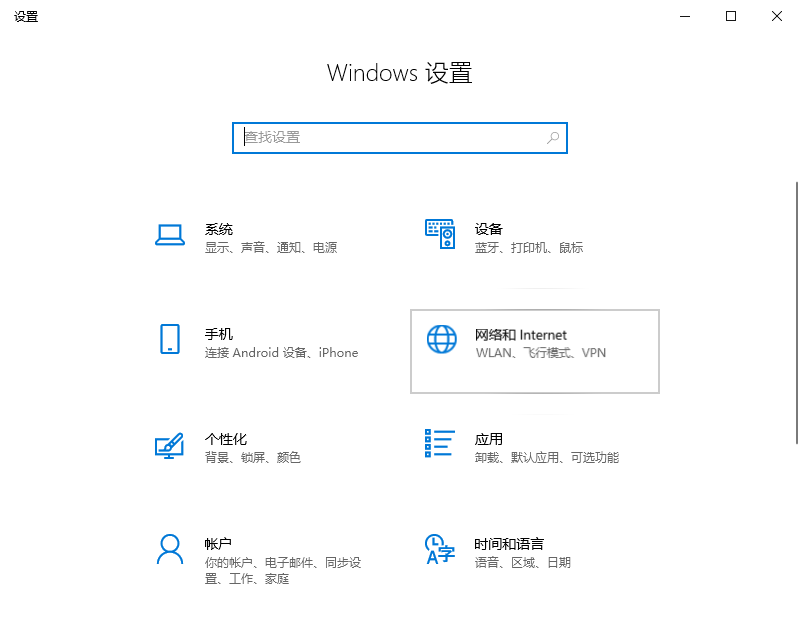 设置
Windows 设置
查找设置
系统
显示、声音、通知、电源
设备
蓝牙、打印机、鼠标
手机
连接 Android 设备、iPhone
网络和 Internet
WLAN、飞行模式、VPN
个性化
背景、锁屏、颜色
应用
卸载、默认应用、可选功能
帐户
你的帐户、电子邮件、同步设
置、工作、家庭
时间和语言
语音、区域、日期